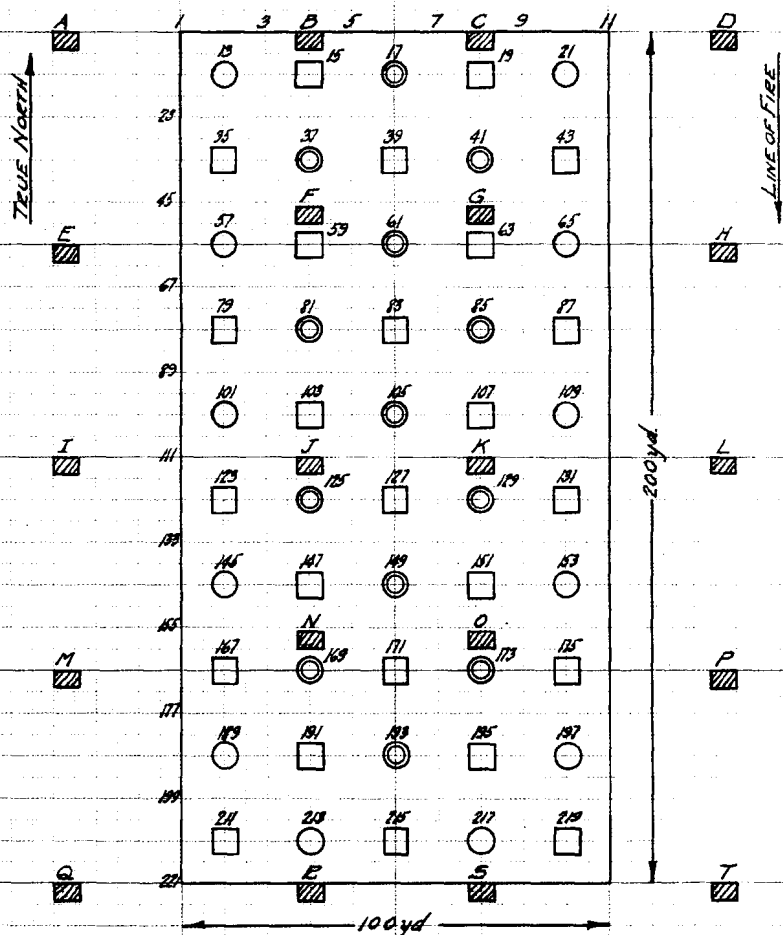 A 1 3 B 5 7 C 9 11 D
TRUE NORTH
LINE OF FIRE
13 15 17 19 21
23
35 37 39 41 43
45
F G
57 59 61 63 65
E H
67
79 81 83 85 87
89
101 103 105 107 109
I 111 J K L
123 125 127 129 131
133
145 147 149 151 153
155
N O
167 169 171 173 175
M P
177
189 191 193 195 197
199
211 213 215 217 219
Q 221 R S T
200 yd.
100 yd